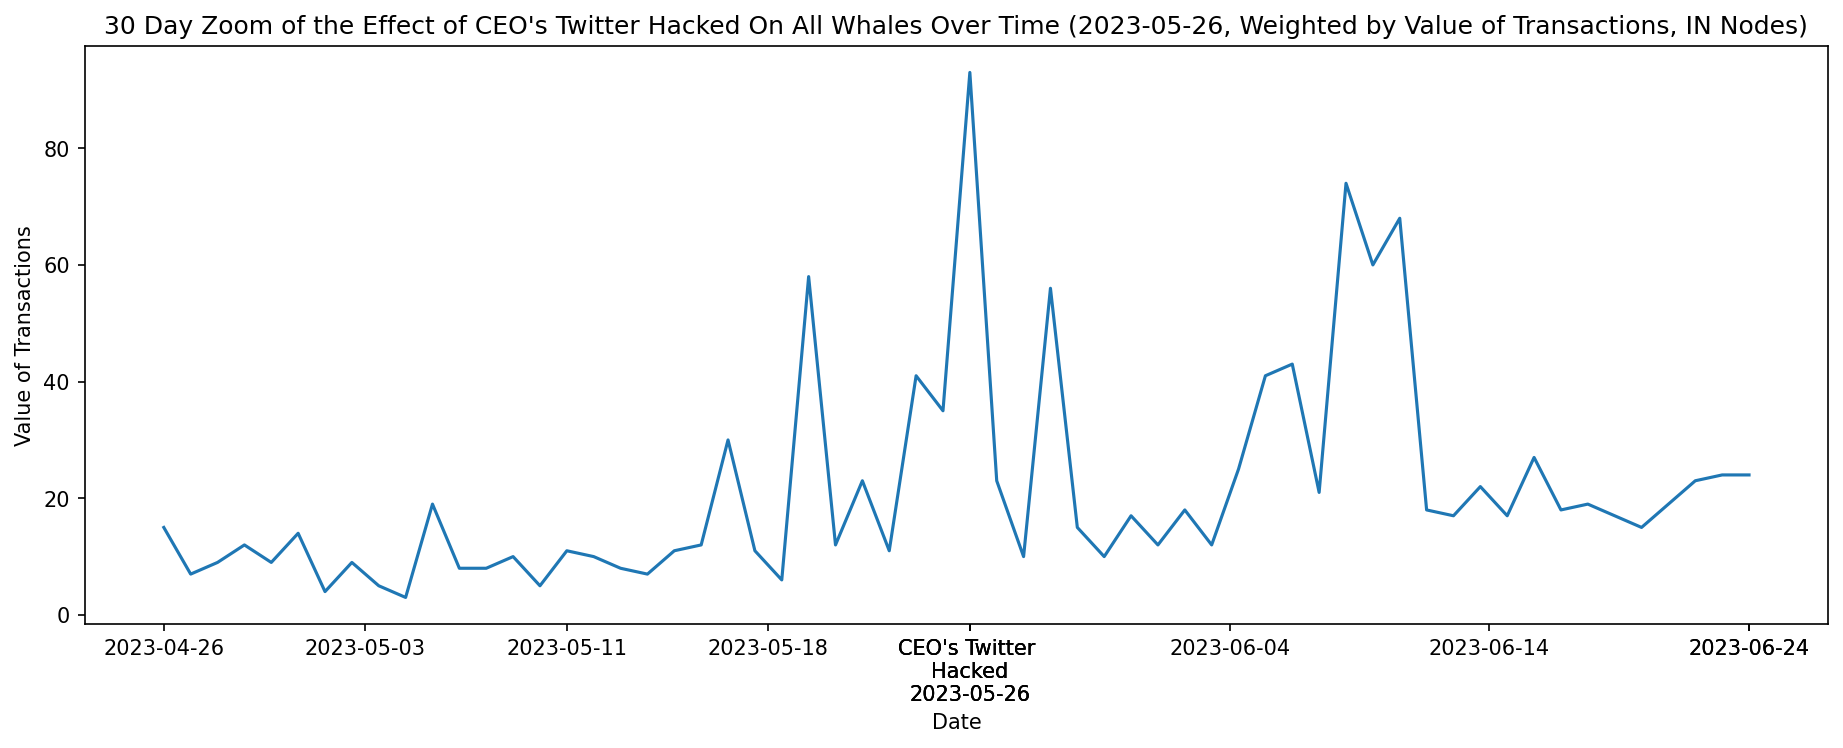 30 Day Zoom of the Effect of CEO's Twitter Hacked On All Whales Over Time (2023-05-26, Weighted by Value of Transactions, IN Nodes)
Value of Transactions
80
60
40
20
0
2023-04-26 2023-05-03 2023-05-11 2023-05-18 CEO's Twitter 2023-06-04 2023-06-14 2023-06-24
Hacked
2023-05-26
Date